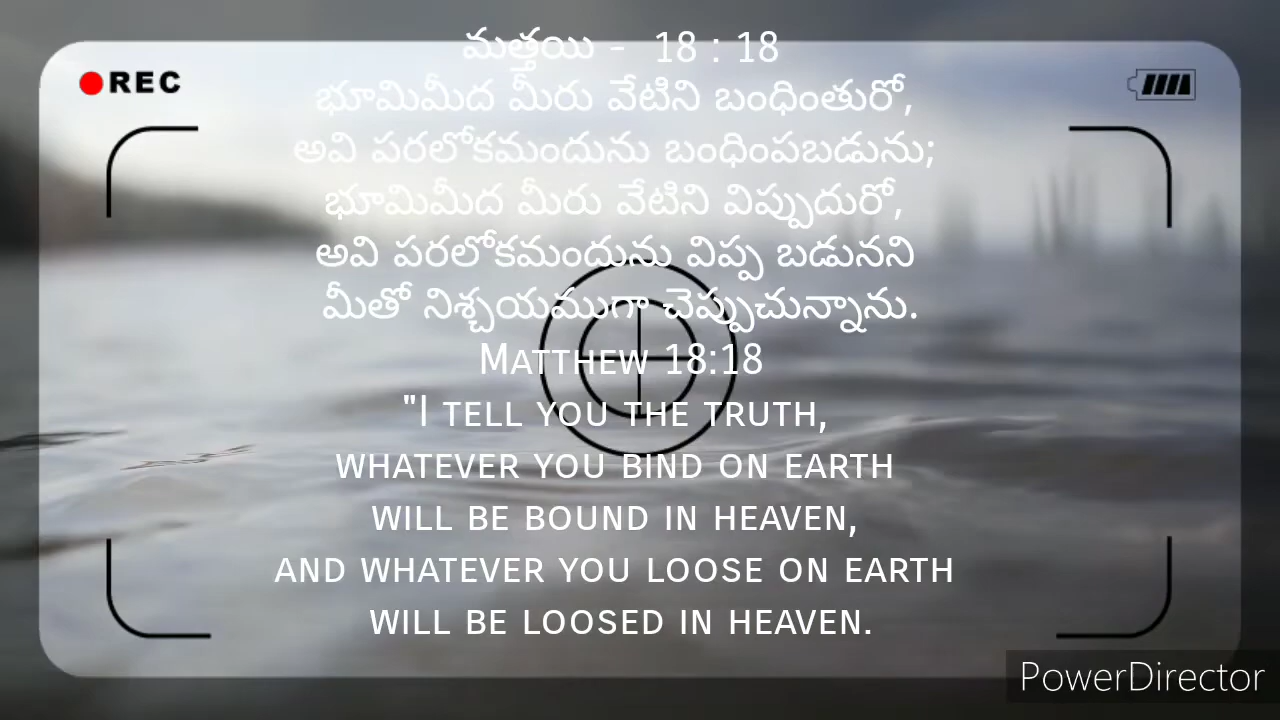 REC
మత్తయి - 18 : 18
భూమిమీద మీరు వేటిని బంధింతురో,
అవి పరలోకమందును బంధింపబడును;
భూమిమీద మీరు వేటిని విప్పుదురో,
అవి పరలోకమందును విప్ప బడునని
మీతో నిశ్చయముగా చెప్పుచున్నాను.
MATTHEW 18:18
"I TELL YOU THE TRUTH,
WHATEVER YOU BIND ON EARTH
WILL BE BOUND IN HEAVEN,
AND WHATEVER YOU LOOSE ON EARTH
WILL BE LOOSED IN HEAVEN.
PowerDirector